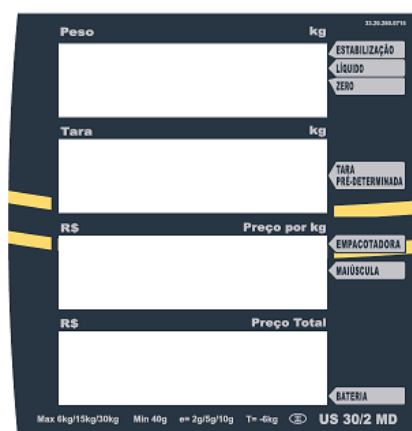 33.20.200.0715
Peso kg
ESTABILIZAÇÃO
LÍQUIDO
ZERO
Tara kg
TARA
PRÉ-DETERMINADA
R$ Preço por kg
EMPACOTADORA
MAIÚSCULA
R$ Preço Total
BATERIA
Max 6kg/15kg/30kg Min 40g e= 2g/5g/10g T= -6kg US 30/2 MD